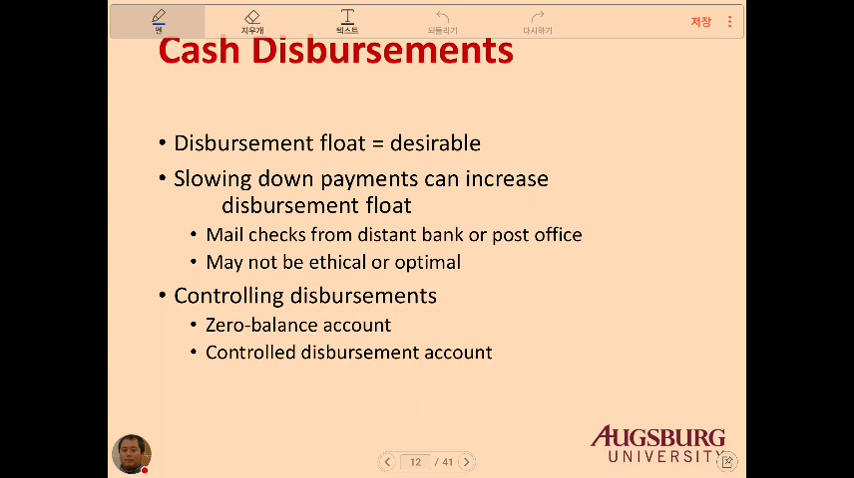 펜 지우개 텍스트 되돌리기 다시하기 저장
Cash Disbursements
• Disbursement float = desirable
• Slowing down payments can increase
disbursement float
• Mail checks from distant bank or post office
• May not be ethical or optimal
• Controlling disbursements
• Zero-balance account
• Controlled disbursement account
AUGSBURG
UNIVERSITY
12 / 41